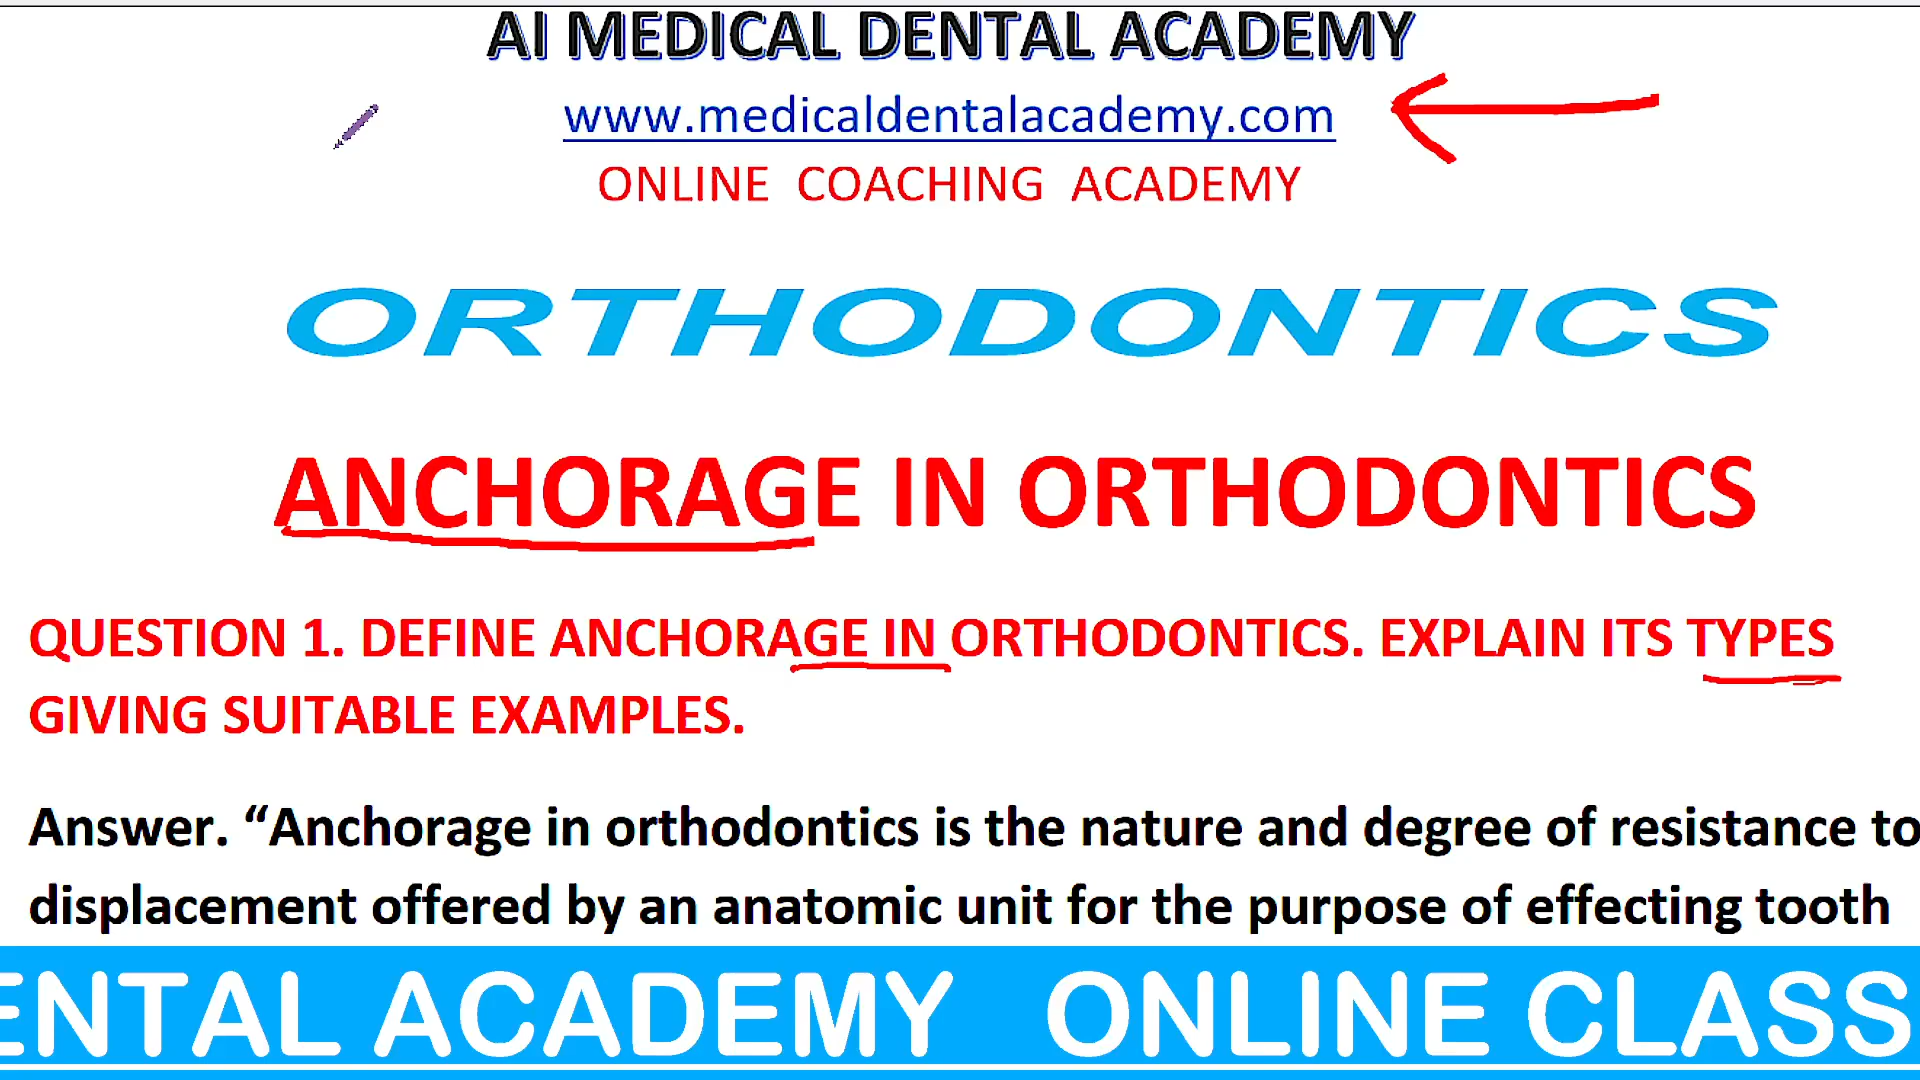 AI MEDICAL DENTAL ACADEMY
www.medicaldentalacademy.com
ONLINE COACHING ACADEMY
ORTHODONTICS
ANCHORAGE IN ORTHODONTICS
QUESTION 1. DEFINE ANCHORAGE IN ORTHODONTICS. EXPLAIN ITS TYPES
GIVING SUITABLE EXAMPLES.
Answer. “Anchorage in orthodontics is the nature and degree of resistance to
displacement offered by an anatomic unit for the purpose of effecting tooth
ENTAL ACADEMY ONLINE CLASS